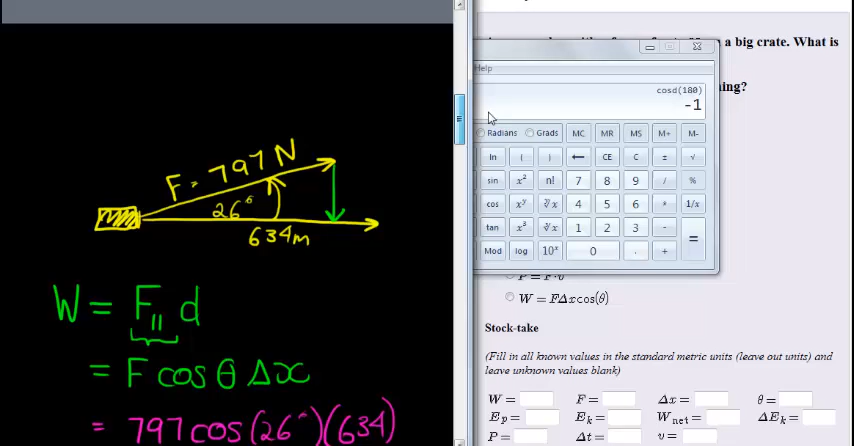 F = 797 N
26°
634m
W = F∥ d
= F cos θ Δx
= 797 cos(26°)(634)
a big crate. What is
ing?
Help
cosd(180)
-1
Radians Grads MC MR MS M+ M-
ln ( ) ← CE C ± √
sin x² n! 7 8 9 / %
cos xʸ ʸ√x 4 5 6 * 1/x
tan x³ ³√x 1 2 3 - =
Mod log 10ˣ 0 . +
P = F·v
W = FΔx cos(θ)
Stock-take
(Fill in all known values in the standard metric units (leave out units) and
leave unknown values blank)
W = F = Δx = θ =
Eₚ = Eₖ = Wnet = ΔEₖ =
P = Δt = v =